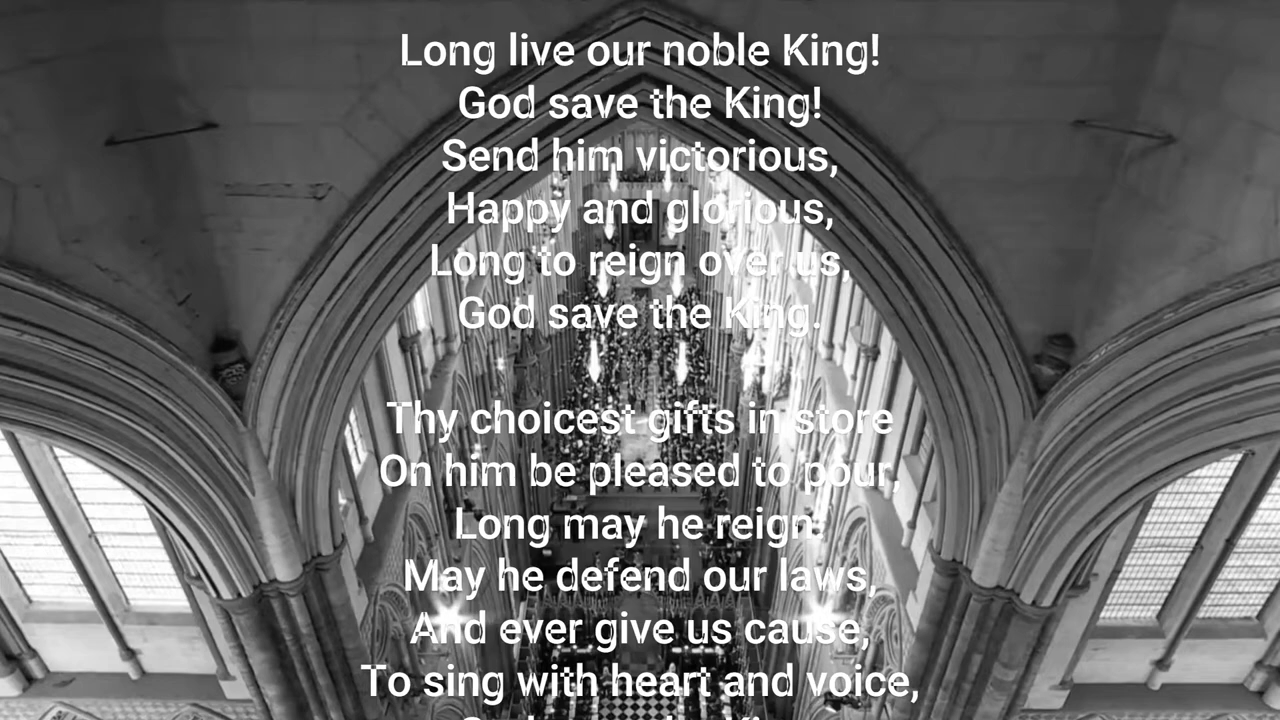 Long live our noble King!
God save the King!
Send him victorious,
Happy and glorious,
Long to reign over us,
God save the King.
Thy choicest gifts in store
On him be pleased to pour,
Long may he reign!
May he defend our laws,
And ever give us cause,
To sing with heart and voice,